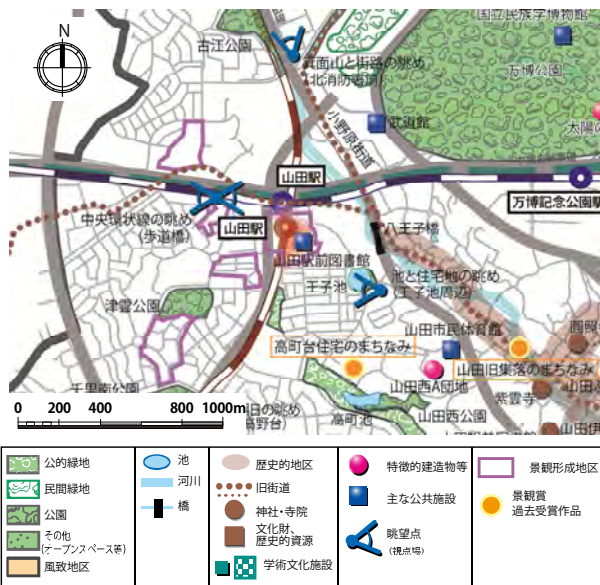 N
古江公園
国立民族学博物館
万博公園
箕面山と街路の眺め
(北消防署前)
小野原街道
武道館
山田駅
万博記念公園駅
中央環状線の眺め
(歩道橋)
山田駅
八王子橋
山田駅前図書館
王子池
池と住宅地の眺め
(王子池周辺)
津雲公園
山田市民体育館
高町台住宅のまちなみ
山田旧集落のまちなみ
山田西A団地
紫雲寺
千里南公園
高町池
山田西公園
0 200 400 800 1000m
公的緑地
民間緑地
公園
その他
(オープンスペース等)
風致地区
池
河川
橋
歴史的地区
旧街道
神社・寺院
文化財、
歴史的資源
学術文化施設
特徴的建造物等
主な公共施設
眺望点
(視点場)
景観形成地区
景観賞
過去受賞作品